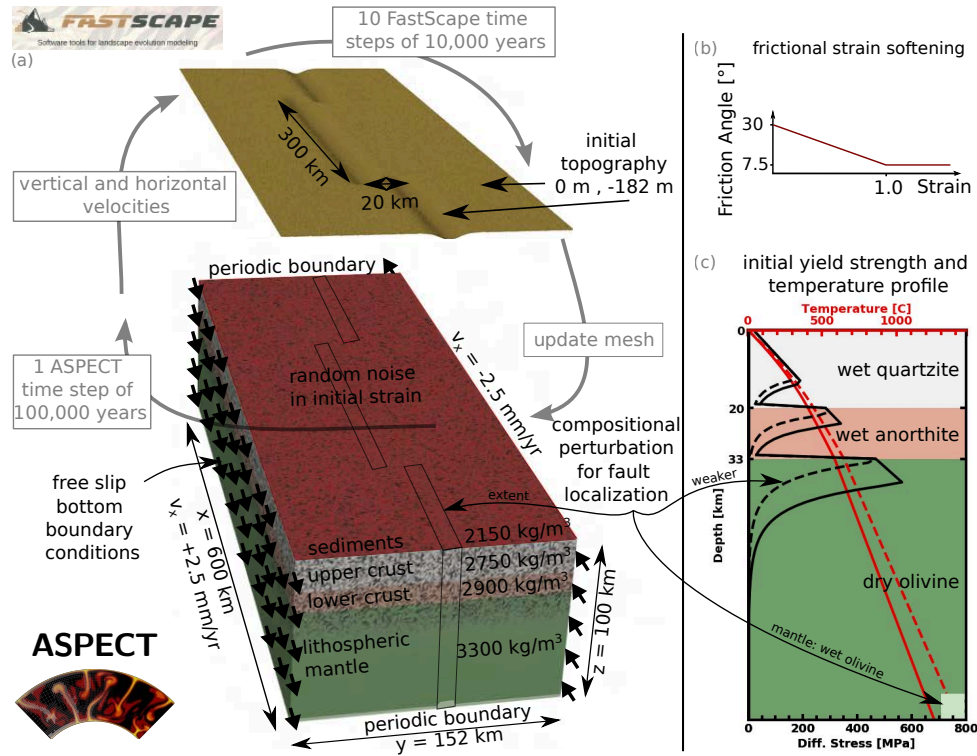 FASTSCAPE
Software tools for landscape evolution modeling
(a)
10 FastScape time
steps of 10,000 years
300 km
20 km
initial
topography
0 m , -182 m
vertical and horizontal
velocities
periodic boundary
update mesh
1 ASPECT
time step of
100,000 years
random noise
in initial strain
vₓ = -2.5 mm/yr
compositional
perturbation
for fault
localization
extent
weaker
free slip
bottom
boundary
conditions
x = 600 km
vₓ = +2.5 mm/yr
sediments
2150 kg/m³
upper crust
2750 kg/m³
lower crust
2900 kg/m³
lithospheric
mantle
3300 kg/m³
z = 100 km
periodic boundary
y = 152 km
mantle: wet olivine
ASPECT
(b)
frictional strain softening
Friction Angle [°]
30
7.5
1.0
Strain
(c)
initial yield strength and
temperature profile
Temperature [C]
0 500 1000
0
wet quartzite
20
wet anorthite
33
Depth [km]
dry olivine
0 200 400 600 800
Diff. Stress [MPa]